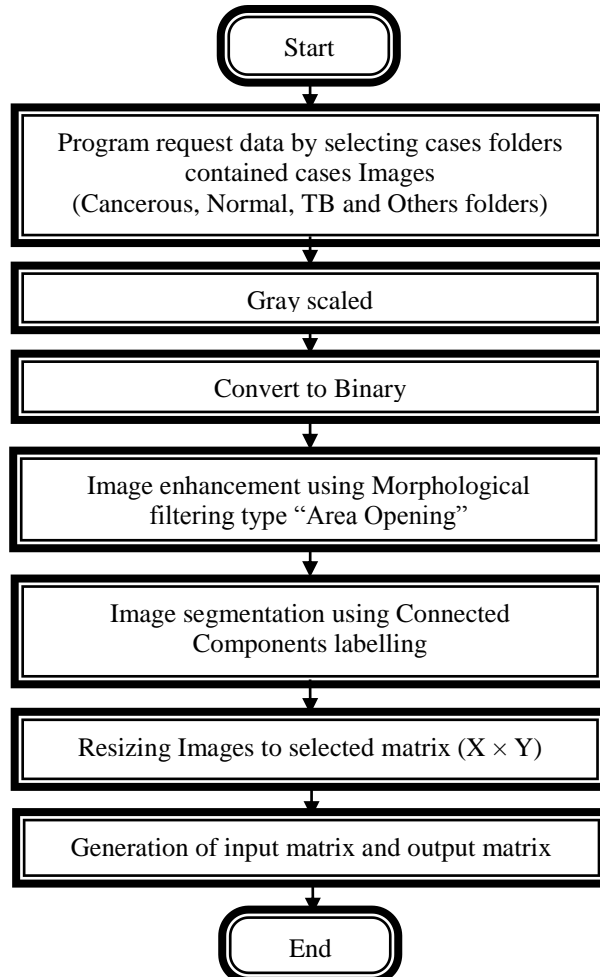 Start
Program request data by selecting cases folders
contained cases Images
(Cancerous, Normal, TB and Others folders)
Gray scaled
Convert to Binary
Image enhancement using Morphological
filtering type “Area Opening”
Image segmentation using Connected
Components labelling
Resizing Images to selected matrix (X × Y)
Generation of input matrix and output matrix
End